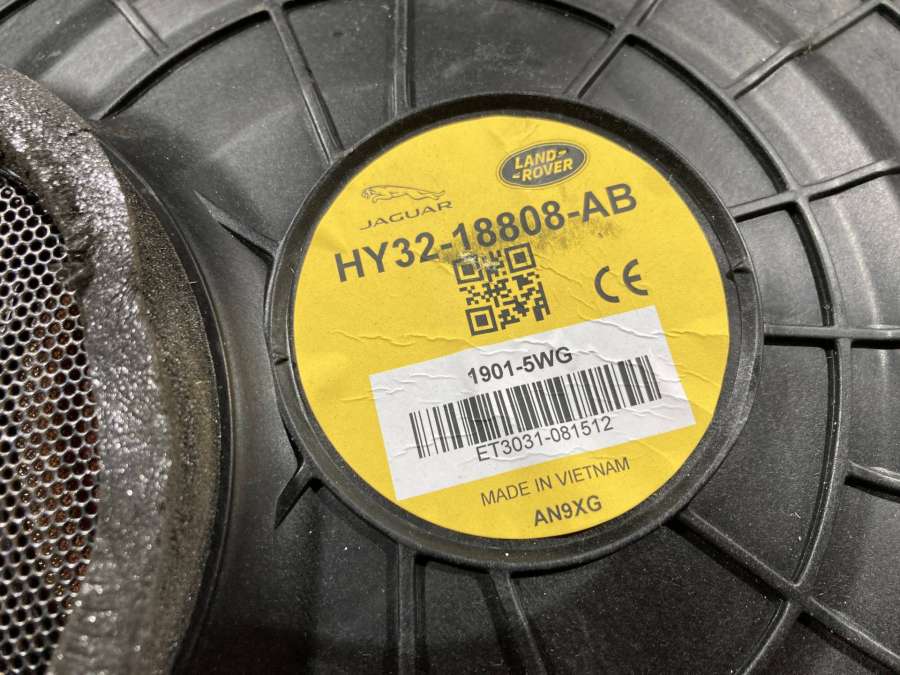 LAND-
-ROVER
JAGUAR
HY32-18808-AB
CE
1901-5WG
ET3031-081512
MADE IN VIETNAM
AN9XG